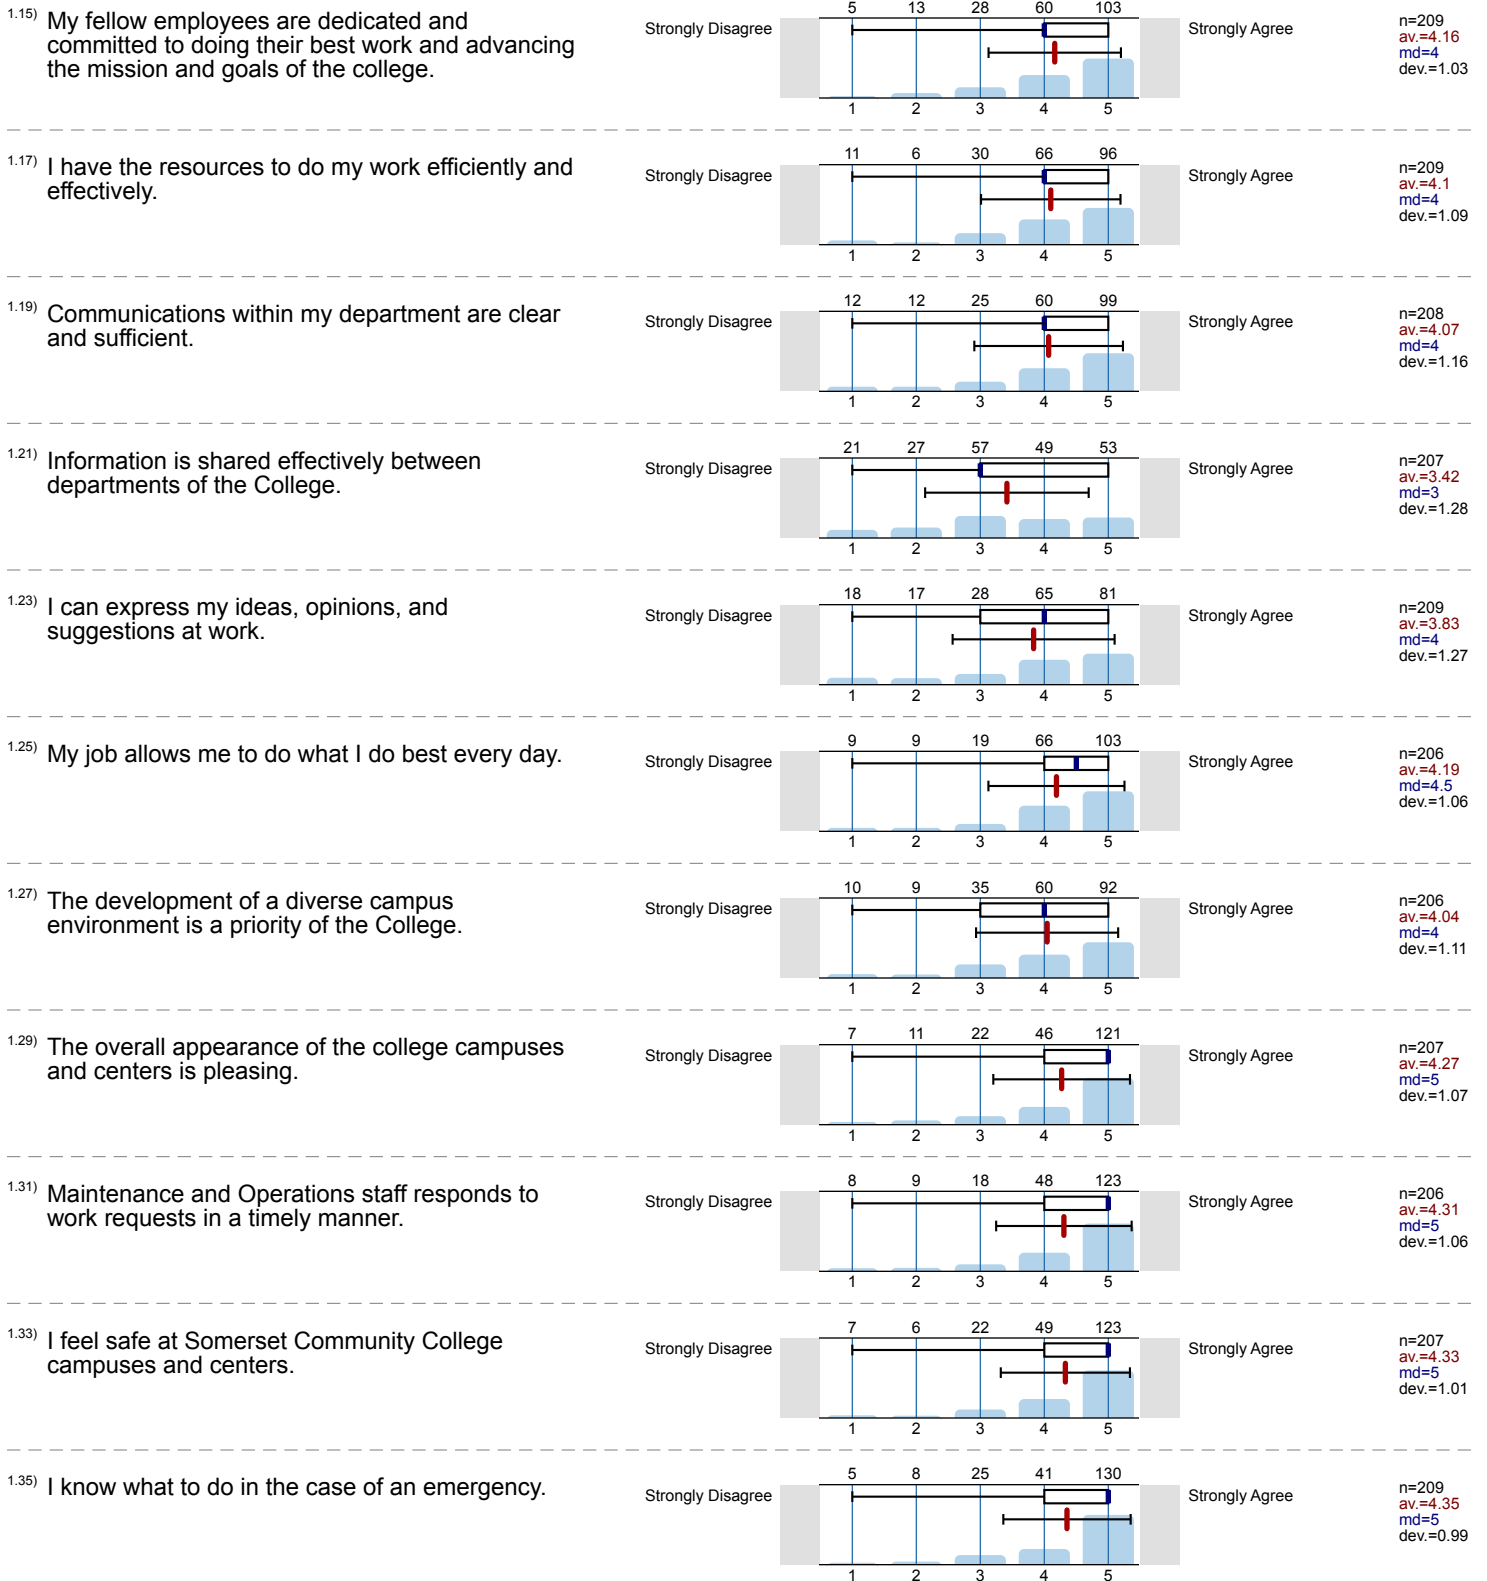 1.15) My fellow employees are dedicated and
committed to doing their best work and advancing
the mission and goals of the college.
5 13 28 60 103
Strongly Disagree Strongly Agree
1 2 3 4 5
n=209
av.=4.16
md=4
dev.=1.03
1.17) I have the resources to do my work efficiently and
effectively.
11 6 30 66 96
Strongly Disagree Strongly Agree
1 2 3 4 5
n=209
av.=4.1
md=4
dev.=1.09
1.19) Communications within my department are clear
and sufficient.
12 12 25 60 99
Strongly Disagree Strongly Agree
1 2 3 4 5
n=208
av.=4.07
md=4
dev.=1.16
1.21) Information is shared effectively between
departments of the College.
21 27 57 49 53
Strongly Disagree Strongly Agree
1 2 3 4 5
n=207
av.=3.42
md=3
dev.=1.28
1.23) I can express my ideas, opinions, and
suggestions at work.
18 17 28 65 81
Strongly Disagree Strongly Agree
1 2 3 4 5
n=209
av.=3.83
md=4
dev.=1.27
1.25) My job allows me to do what I do best every day.
9 9 19 66 103
Strongly Disagree Strongly Agree
1 2 3 4 5
n=206
av.=4.19
md=4.5
dev.=1.06
1.27) The development of a diverse campus
environment is a priority of the College.
10 9 35 60 92
Strongly Disagree Strongly Agree
1 2 3 4 5
n=206
av.=4.04
md=4
dev.=1.11
1.29) The overall appearance of the college campuses
and centers is pleasing.
7 11 22 46 121
Strongly Disagree Strongly Agree
1 2 3 4 5
n=207
av.=4.27
md=5
dev.=1.07
1.31) Maintenance and Operations staff responds to
work requests in a timely manner.
8 9 18 48 123
Strongly Disagree Strongly Agree
1 2 3 4 5
n=206
av.=4.31
md=5
dev.=1.06
1.33) I feel safe at Somerset Community College
campuses and centers.
7 6 22 49 123
Strongly Disagree Strongly Agree
1 2 3 4 5
n=207
av.=4.33
md=5
dev.=1.01
1.35) I know what to do in the case of an emergency.
5 8 25 41 130
Strongly Disagree Strongly Agree
1 2 3 4 5
n=209
av.=4.35
md=5
dev.=0.99